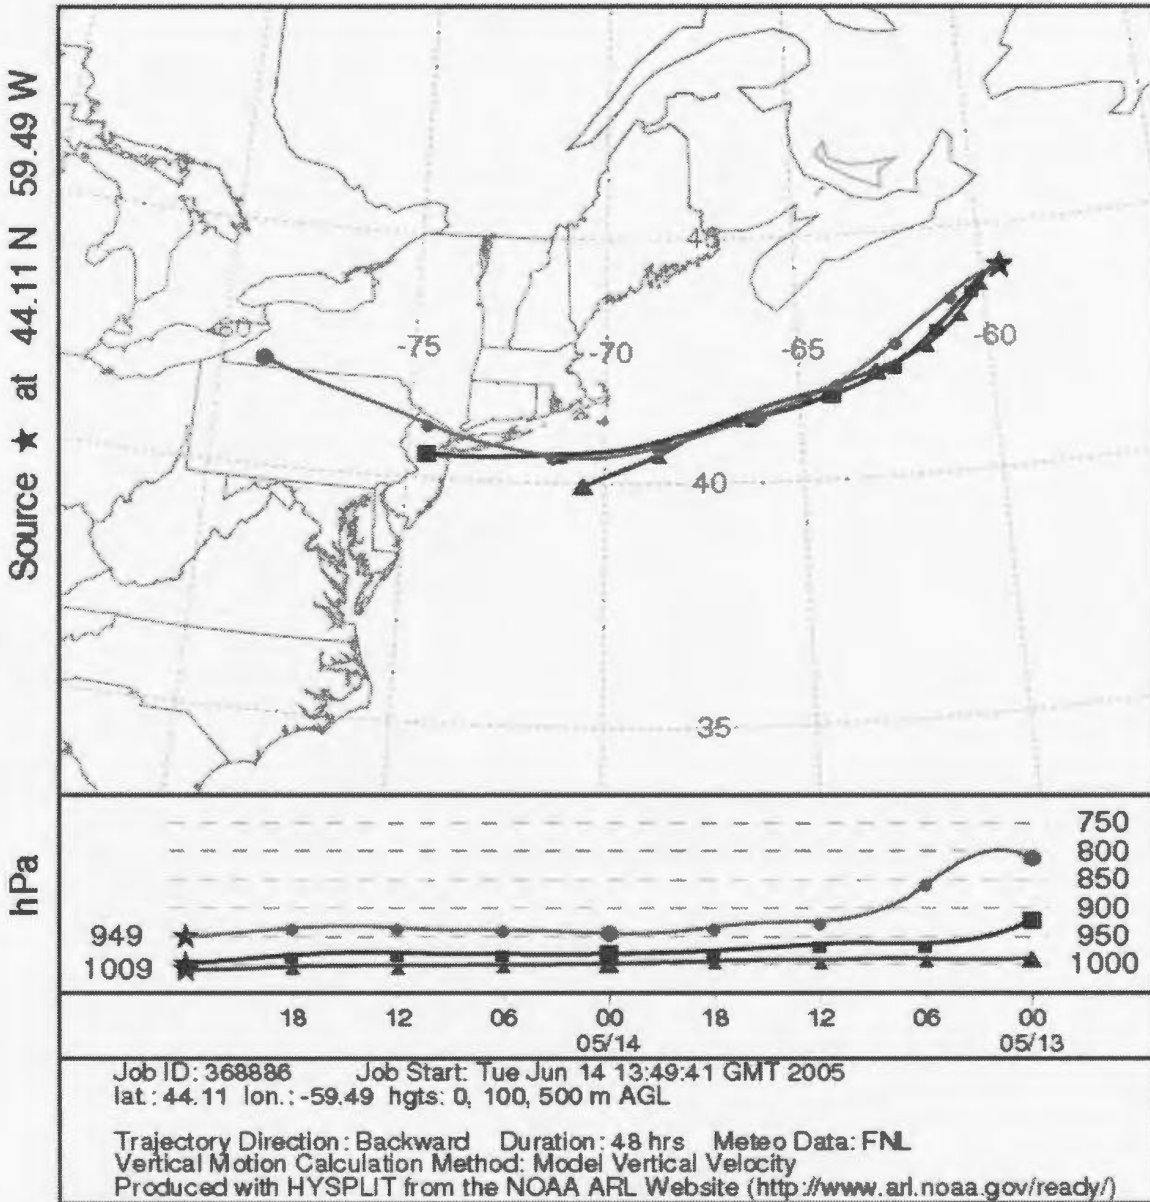 Source ★ at 44.11 N 59.49 W
45
-80
-75
-70
-65
-60
40
35
hPa
750
800
850
900
949
950
1009
1000
18 12 06 00 18 12 06 00
05/14 05/13
Job ID: 368886 Job Start: Tue Jun 14 13:49:41 GMT 2005
lat.: 44.11 lon.: -59.49 hgts: 0, 100, 500 m AGL
Trajectory Direction: Backward Duration: 48 hrs Meteo Data: FNL
Vertical Motion Calculation Method: Model Vertical Velocity
Produced with HYSPLIT from the NOAA ARL Website (http://www.arl.noaa.gov/ready/)